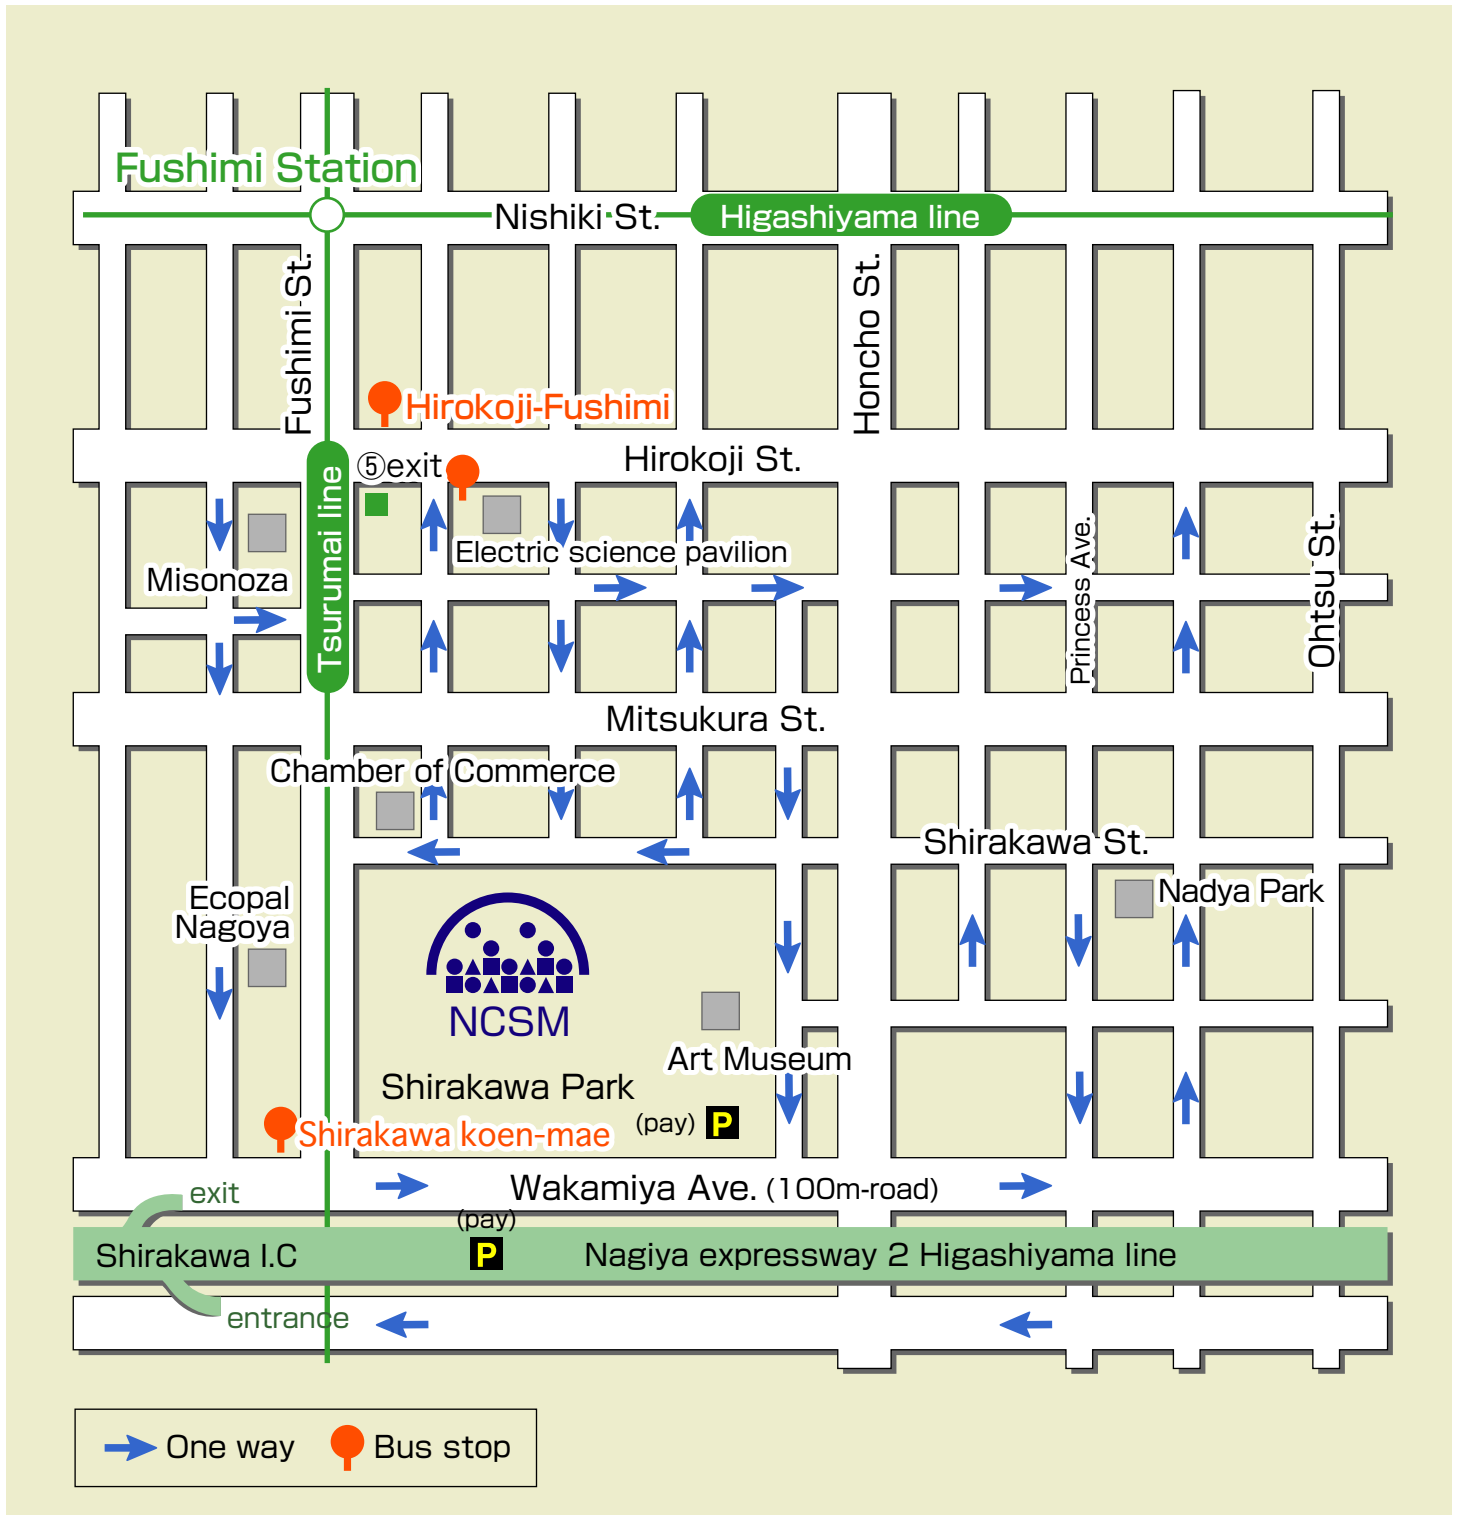 Fushimi Station
Nishiki St.
Higashiyama line
Fushimi St.
Honcho St.
Hirokoji-Fushimi
⑤exit
Hirokoji St.
Tsurumai line
Electric science pavilion
Misonoza
Princess Ave.
Ohtsu St.
Mitsukura St.
Chamber of Commerce
Shirakawa St.
Ecopal
Nagoya
Nadya Park
NCSM
Art Museum
Shirakawa Park
(pay) P
Shirakawa koen-mae
Wakamiya Ave. (100m-road)
exit
(pay)
P
Shirakawa I.C
Nagiya expressway 2 Higashiyama line
entrance
One way
Bus stop